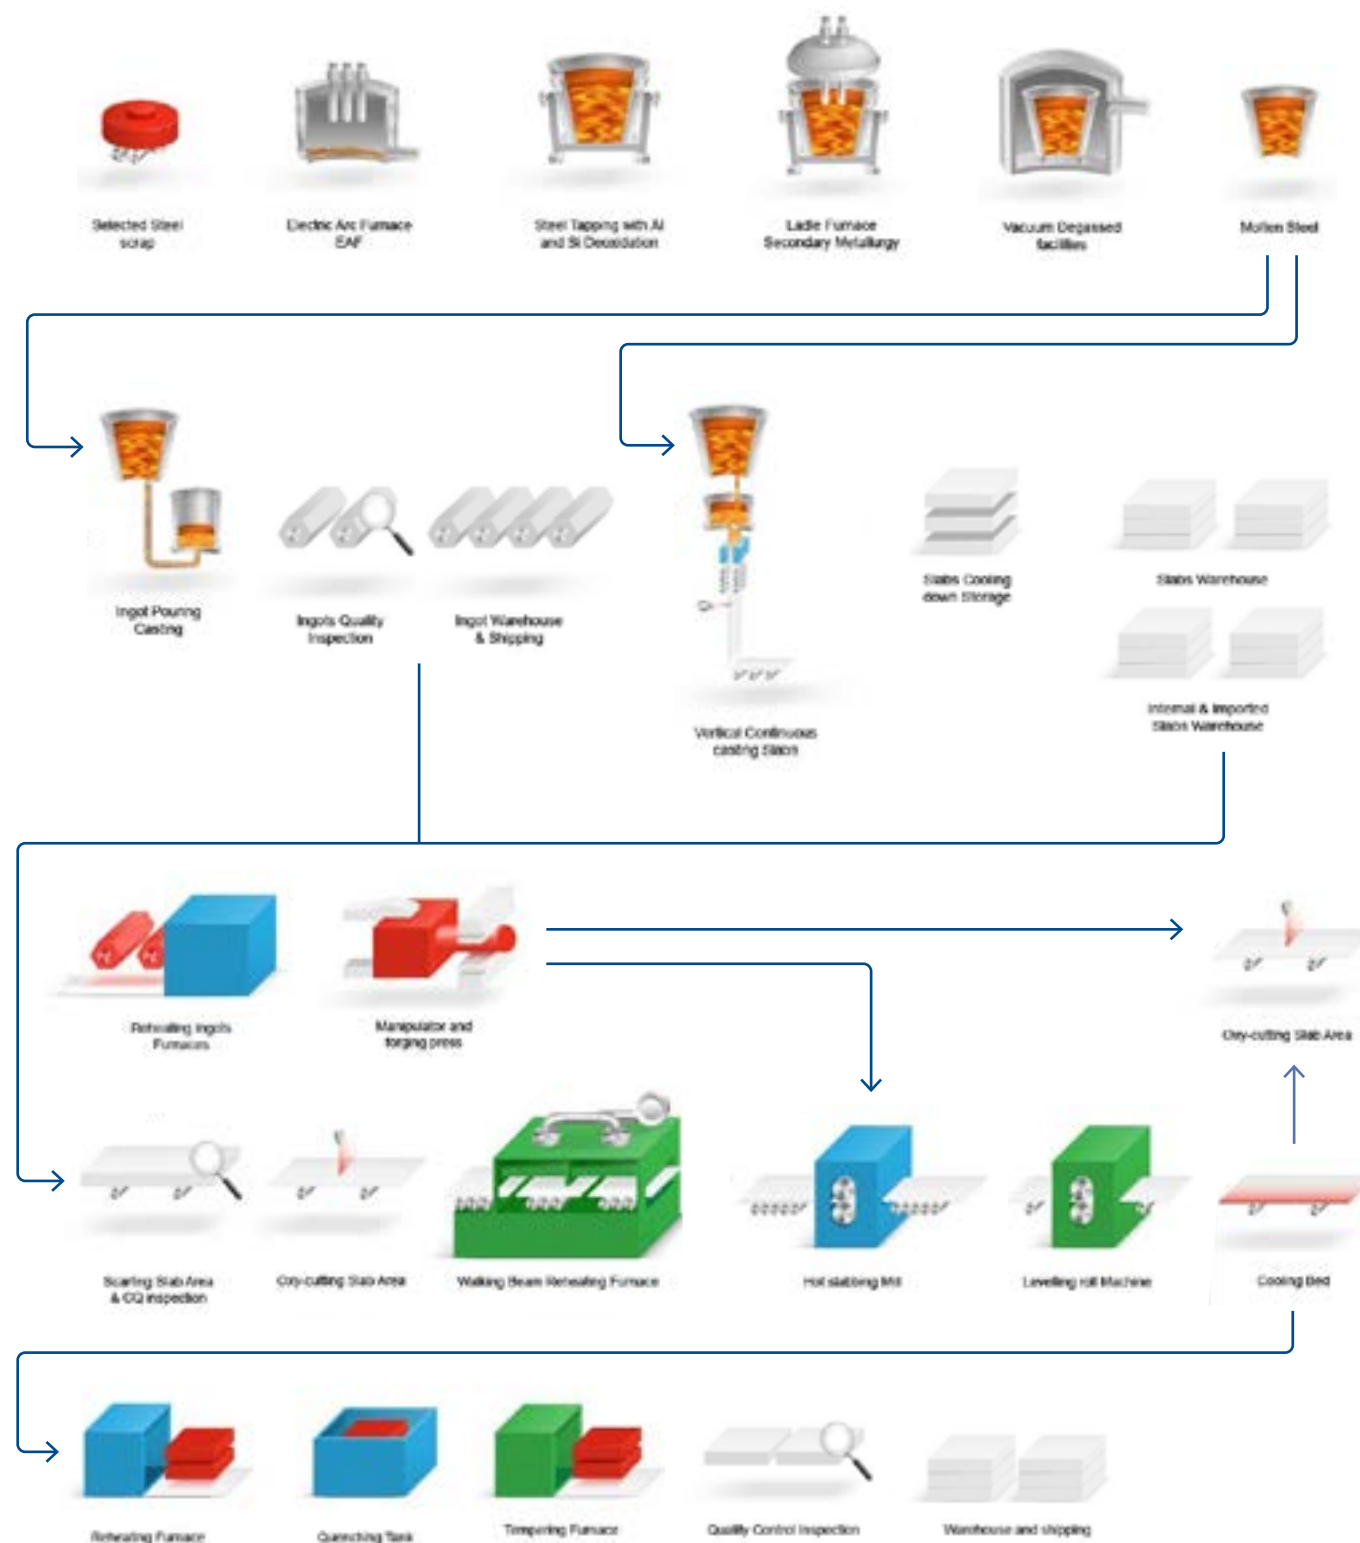 Selected Steel
scrap
Electric Arc Furnace
EAF
Steel Tapping with Al
and Si Deoxidation
Ladle Furnace
Secondary Metallurgy
Vacuum Degassed
facilities
Molten Steel
Ingot Pouring
Casting
Ingots Quality
Inspection
Ingot Warehouse
& Shipping
Vertical Continuous
casting Slabs
Slabs Cooling
down Storage
Slabs Warehouse
Internal & Imported
Slabs Warehouse
Reheating Ingots
Furnaces
Manipulator and
forging press
Oxy-cutting Slab Area
Scarfing Slab Area
& CQ inspection
Oxy-cutting Slab Area
Walking Beam Reheating Furnace
Hot slabbing Mill
Levelling roll Machine
Cooling Bed
Reheating Furnace
Quenching Tank
Tempering Furnace
Quality Control Inspection
Warehouse and shipping